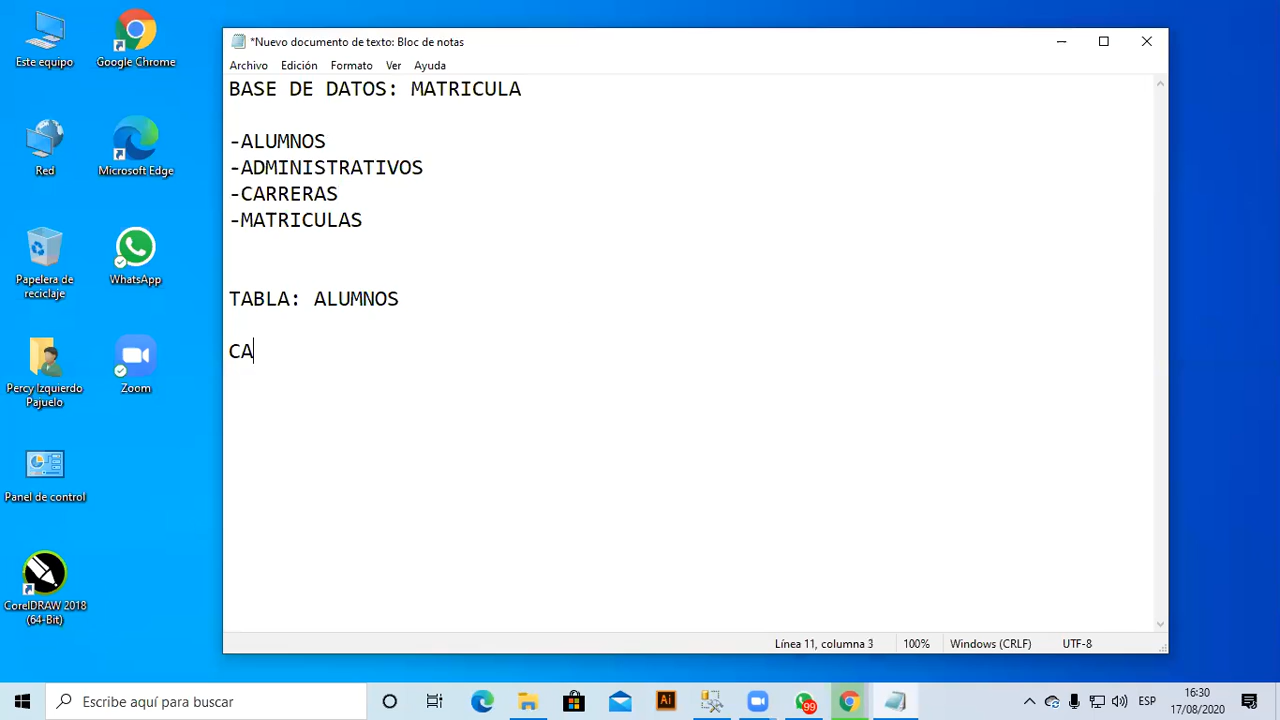 Este equipo
Google Chrome
Red
Microsoft Edge
Papelera de
reciclaje
WhatsApp
Percy Izquierdo
Pajuelo
Zoom
Panel de control
CorelDRAW 2018
(64-Bit)
*Nuevo documento de texto: Bloc de notas
Archivo Edición Formato Ver Ayuda
BASE DE DATOS: MATRICULA
-ALUMNOS
-ADMINISTRATIVOS
-CARRERAS
-MATRICULAS
TABLA: ALUMNOS
CA
Línea 11, columna 3 100% Windows (CRLF) UTF-8
Escribe aquí para buscar
Ai
99
ESP
16:30
17/08/2020